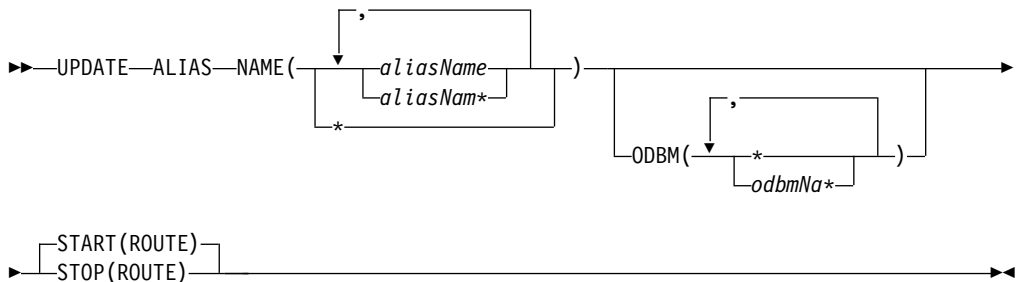 ,
UPDATE ALIAS NAME( aliasName )
aliasNam*
*
,
ODBM( * )
odbmNa*
START(ROUTE)
STOP(ROUTE)